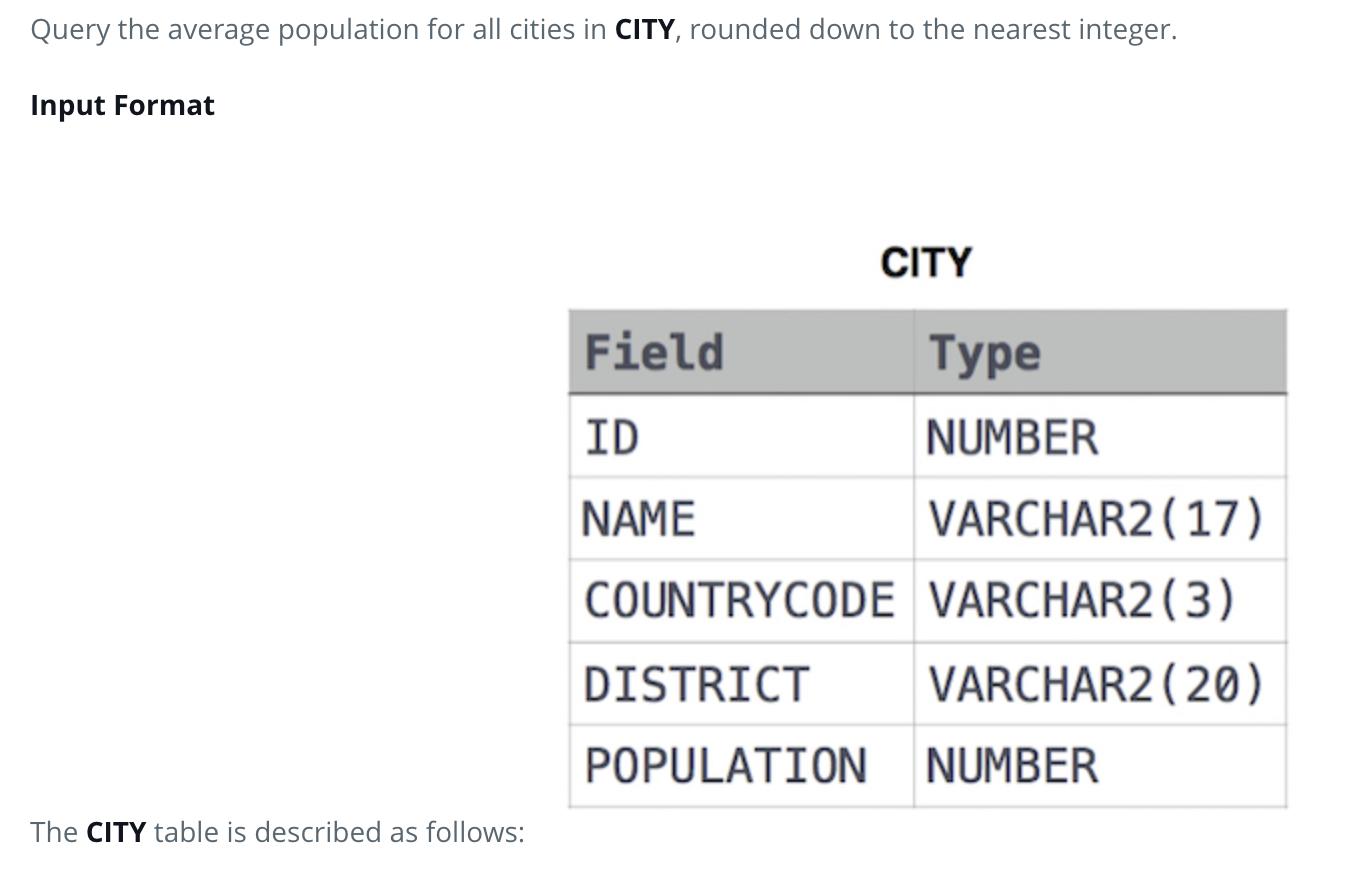 Query the average population for all cities in CITY, rounded down to the nearest integer.
Input Format
CITY
Field Type
ID NUMBER
NAME VARCHAR2(17)
COUNTRYCODE VARCHAR2(3)
DISTRICT VARCHAR2(20)
POPULATION NUMBER
The CITY table is described as follows: